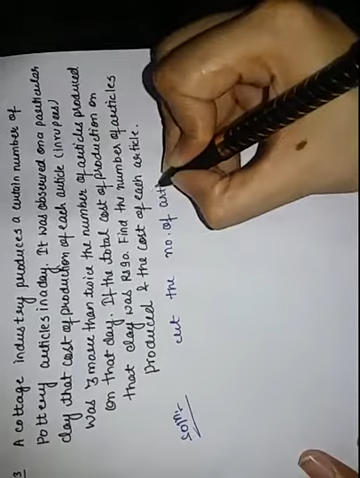 3 A cottage industry produces a certain number of
Pottery articles in a day. It was observed on a particular
day that cost of production of each article (in rupees)
was 3 more than twice the number of articles produced
on that day. If the total cost of production on
that day was Rs 90. Find the number of articles
produced & the cost of each article.
Soln:- Let the no. of arti